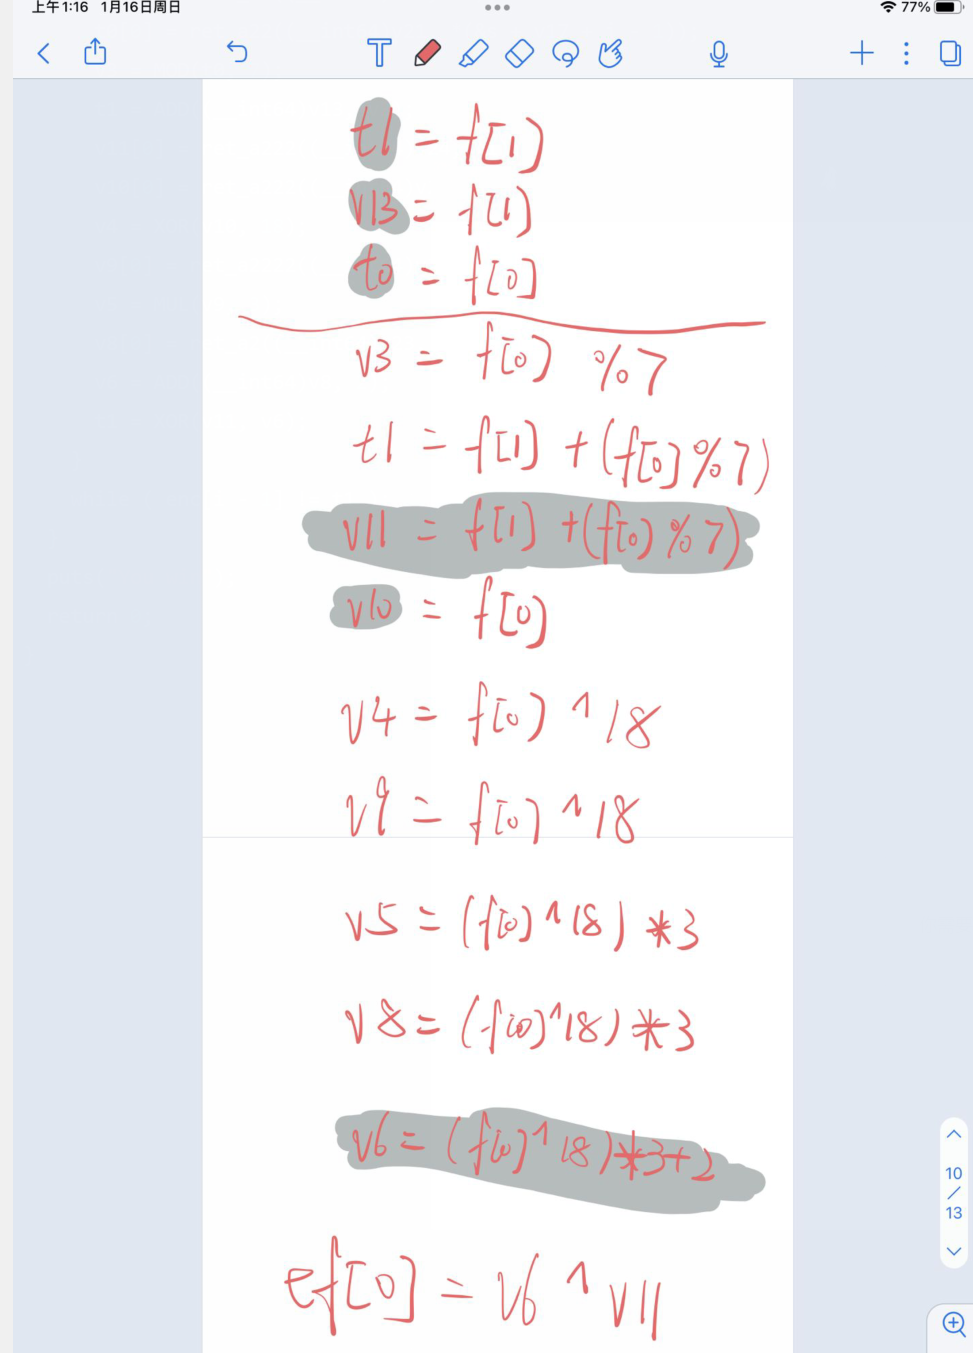 上午1:16 1月16日周日
77%
t1 = f[1]
v13 = f[1]
t0 = f[0]
v3 = f[0] % 7
t1 = f[1] + (f[0] % 7)
v11 = f[1] + (f[0] % 7)
v10 = f[0]
v4 = f[0] ^ 18
v9 = f[0] ^ 18
v5 = (f[0] ^ 18) * 3
v8 = (f[0] ^ 18) * 3
v6 = (f[0] ^ 18) * 3 + 2
ef[0] = v6 ^ v11
10
/
13